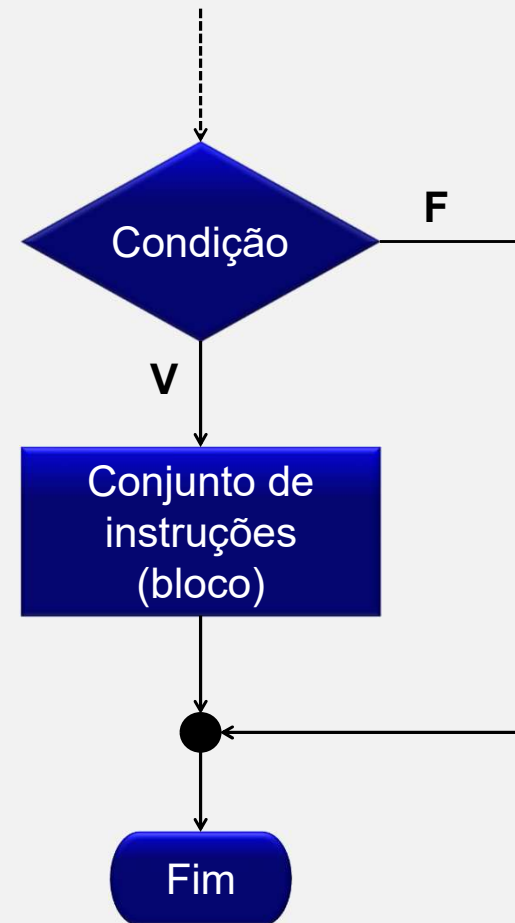 Condição
F
V
Conjunto de
instruções
(bloco)
Fim